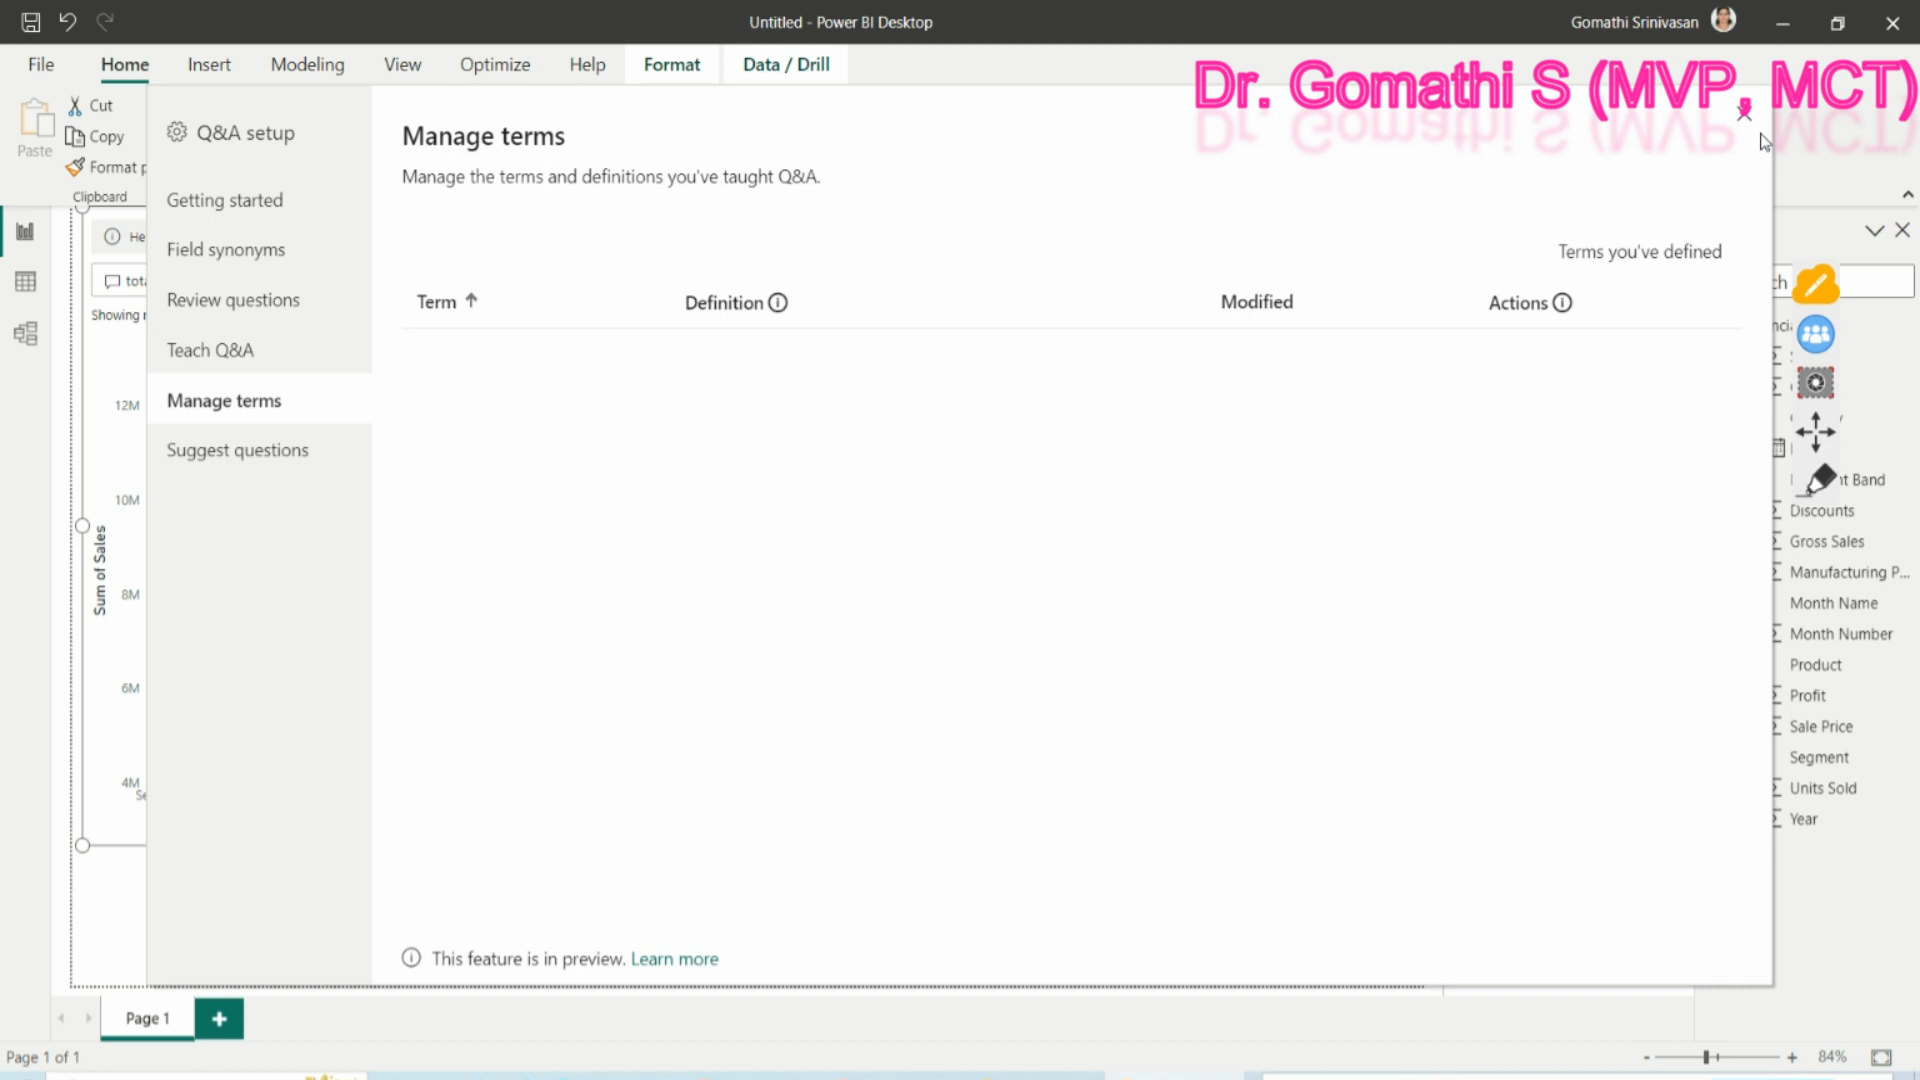 Untitled - Power BI Desktop
Gomathi Srinivasan
File Home Insert Modeling View Optimize Help Format Data / Drill
Dr. Gomathi S (MVP, MCT)
Paste
Cut
Copy
Format
Clipboard
Q&A setup
Getting started
Field synonyms
Review questions
Teach Q&A
Manage terms
Suggest questions
Manage terms
Manage the terms and definitions you've taught Q&A.
Terms you've defined
Term Definition Modified Actions
This feature is in preview. Learn more
Showing
12M
10M
8M
6M
4M
Sum of Sales
Band
Discounts
Gross Sales
Manufacturing P...
Month Name
Month Number
Product
Profit
Sale Price
Segment
Units Sold
Year
Page 1
Page 1 of 1
- + 84%